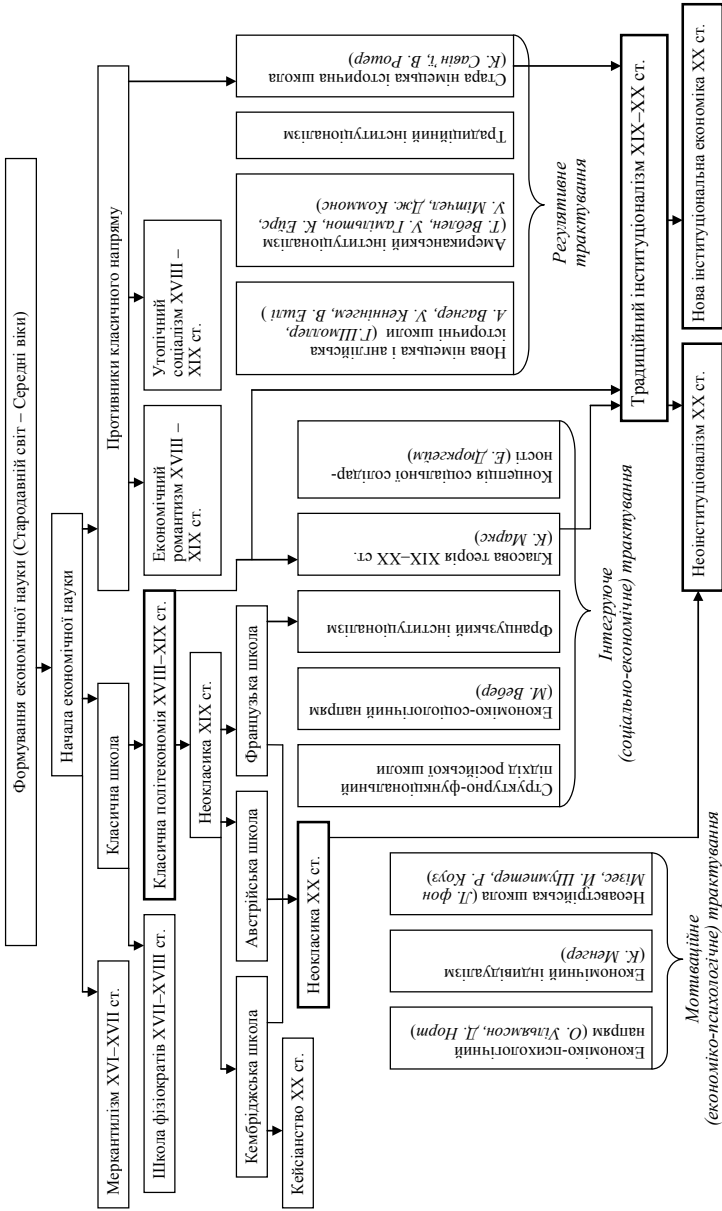 Формування економічної науки (Стародавній світ – Середні віки)
Начала економічної науки
Меркантилізм XVI–XVII ст.
Класична школа
Противники класичного напряму
Школа фізіократів XVII–XVIII ст.
Класична політекономія XVIII–XIX ст.
Економічний
романтизм XVIII –
XIX ст.
Утопічний
соціалізм XVIII –
XIX ст.
Неокласика XIX ст.
Кембріджська школа
Австрійська школа
Французька школа
Кейсіанство XX ст.
Неокласика XX ст.
Структурно-функціональний
підхід російської школи
Економіко-соціологічний напрям
(М. Вебер)
Французький інституціоналізм
Класова теорія XIX–XX ст.
(К. Маркс)
Концепція соціальної солідар-
ності (Е. Дюркгейм)
Нова німецька і англійська
історичні школи (Г.Шмоллер,
А. Вагнер, У. Кеннінгем, В. Ешлі )
Американський інституціоналізм
(Т. Веблен, У. Гамільтон, К. Ейрс,
У. Мітчел, Дж. Коммонс)
Традиційний інституціоналізм
Стара німецька історична школа
(К. Савін'ї, В. Рошер)
Економіко-психологічний
напрям (О. Уільямсон, Д. Норт)
Економічний індивідуалізм
(К. Менгер)
Неоавстрійська школа (Л. фон
Мізес, Й. Шумпетер, Р. Коуз)
Мотиваційне
(економіко-психологічне) трактування
Інтегруюче
(соціально-економічне) трактування
Регулятивне
трактування
Традиційний інституціоналізм XIX–XX ст.
Неоінституціоналізм XX ст.
Нова інституціональна економіка XX ст.